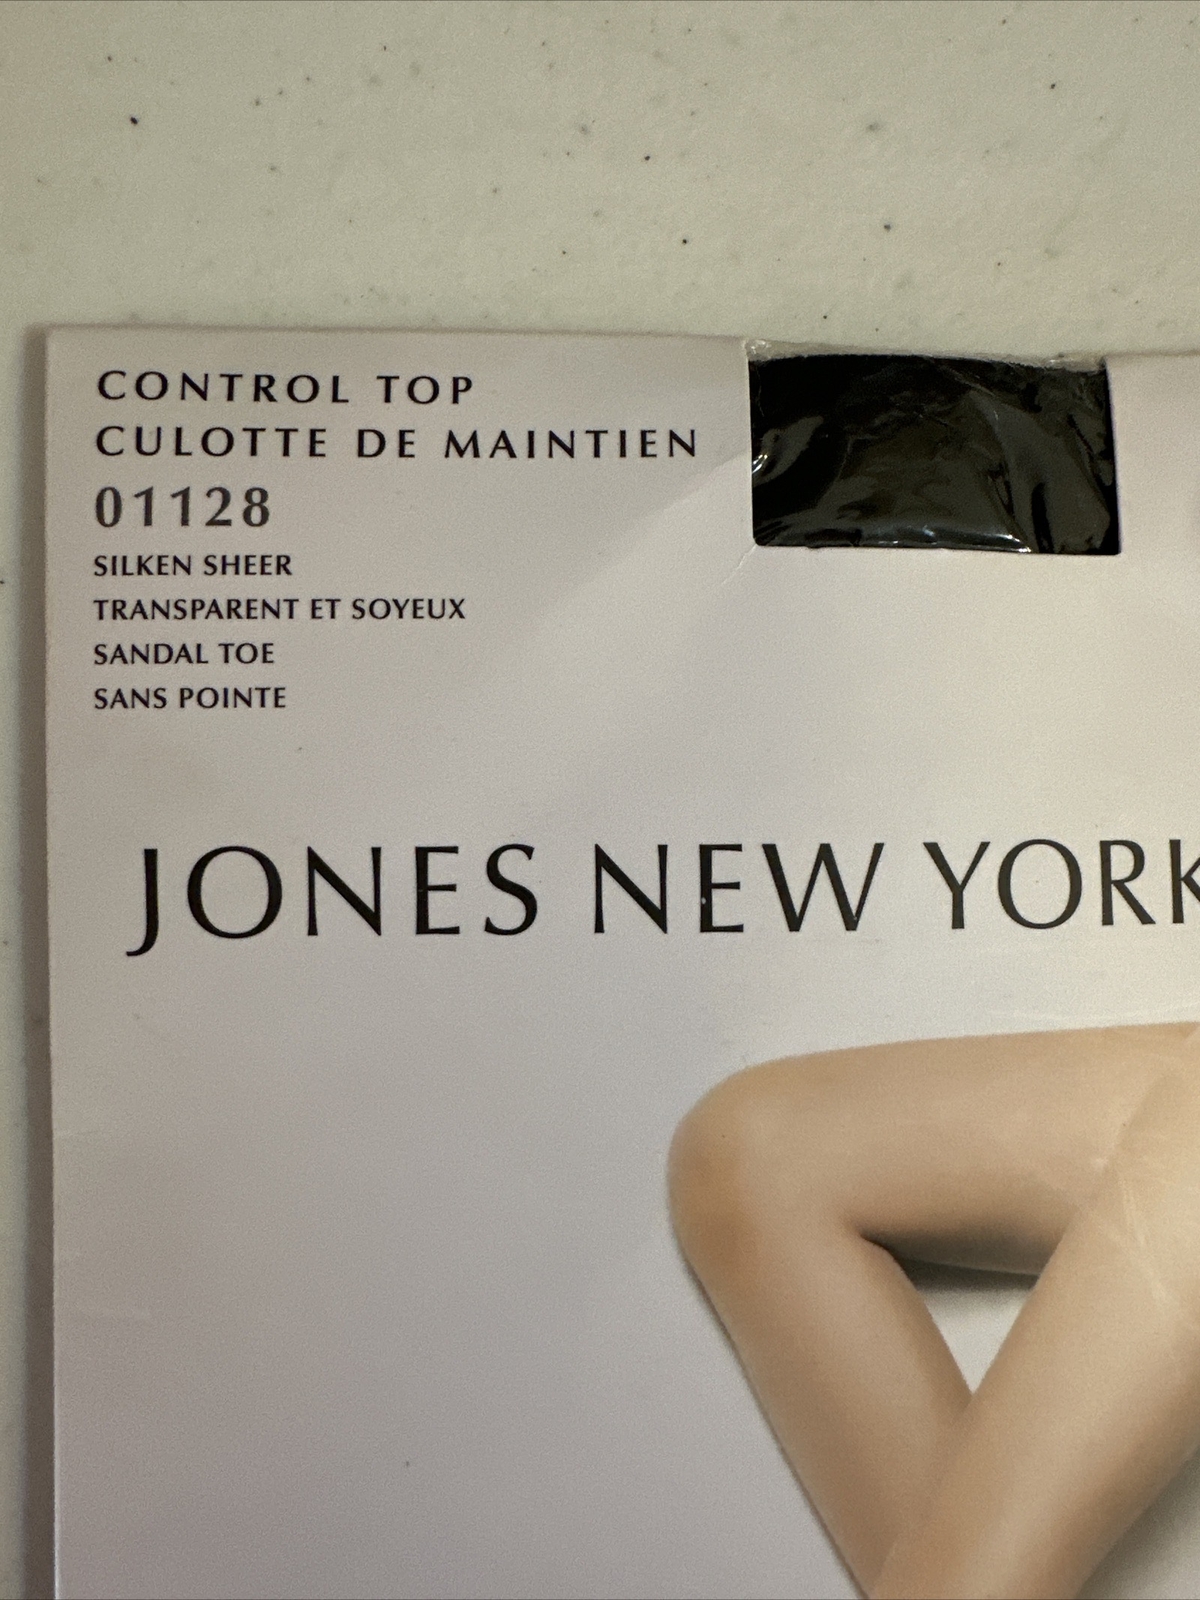 CONTROL TOP
CULOTTE DE MAINTIEN
01128
SILKEN SHEER
TRANSPARENT ET SOYEUX
SANDAL TOE
SANS POINTE
JONES NEW YORK